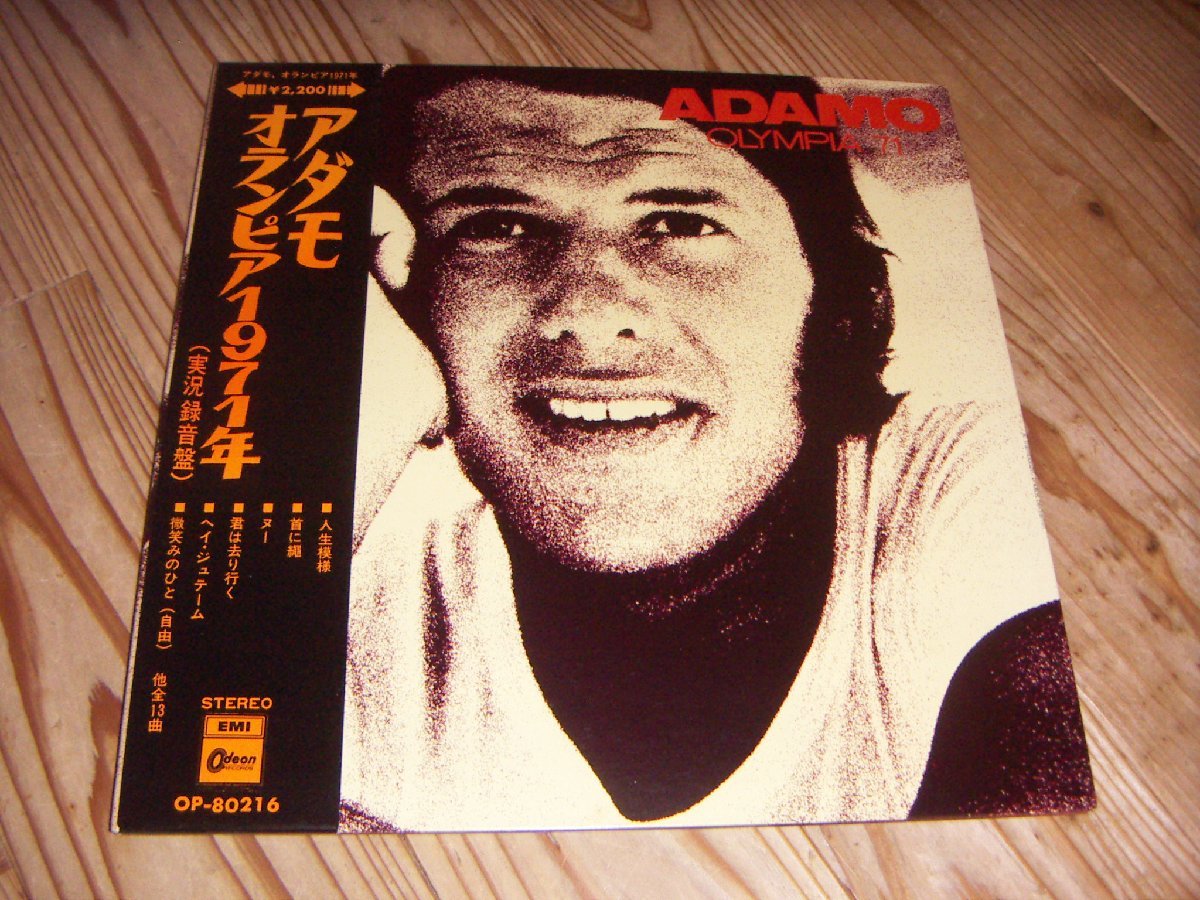 アダモ、オランピア1971年
¥2,200
アダモ
オランピア1971年
(実況録音盤)
■人生模様
■首に縄
■ヌー
■君は去り行く
■ヘイ・ジュテーム
■微笑みのひと(自由)
他全13曲
STEREO
EMI
Odeon
RECORDS
OP-80216
ADAMO
OLYMPIA 71